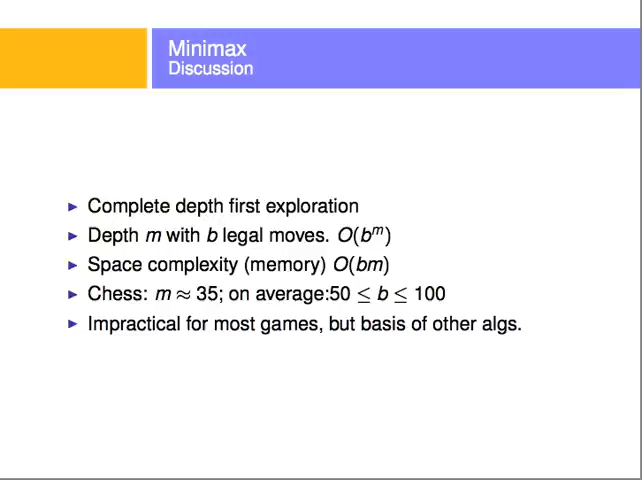 Minimax
Discussion
▶ Complete depth first exploration
▶ Depth m with b legal moves. O(bᵐ)
▶ Space complexity (memory) O(bm)
▶ Chess: m ≈ 35; on average:50 ≤ b ≤ 100
▶ Impractical for most games, but basis of other algs.